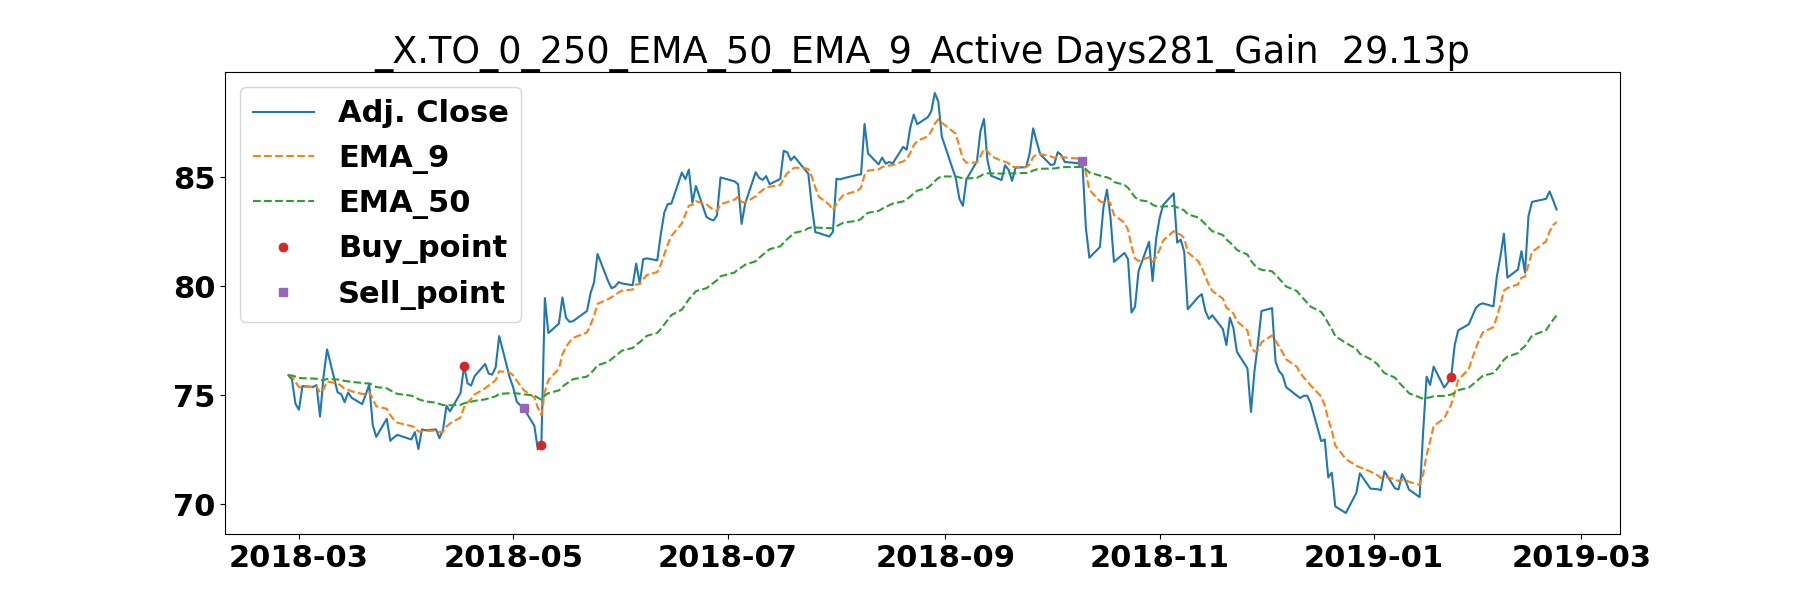 _X.TO_0_250_EMA_50_EMA_9_Active Days281_Gain  29.13p
Adj. Close
EMA_9
EMA_50
Buy_point
Sell_point
85
80
75
70
2018-03 2018-05 2018-07 2018-09 2018-11 2019-01 2019-03